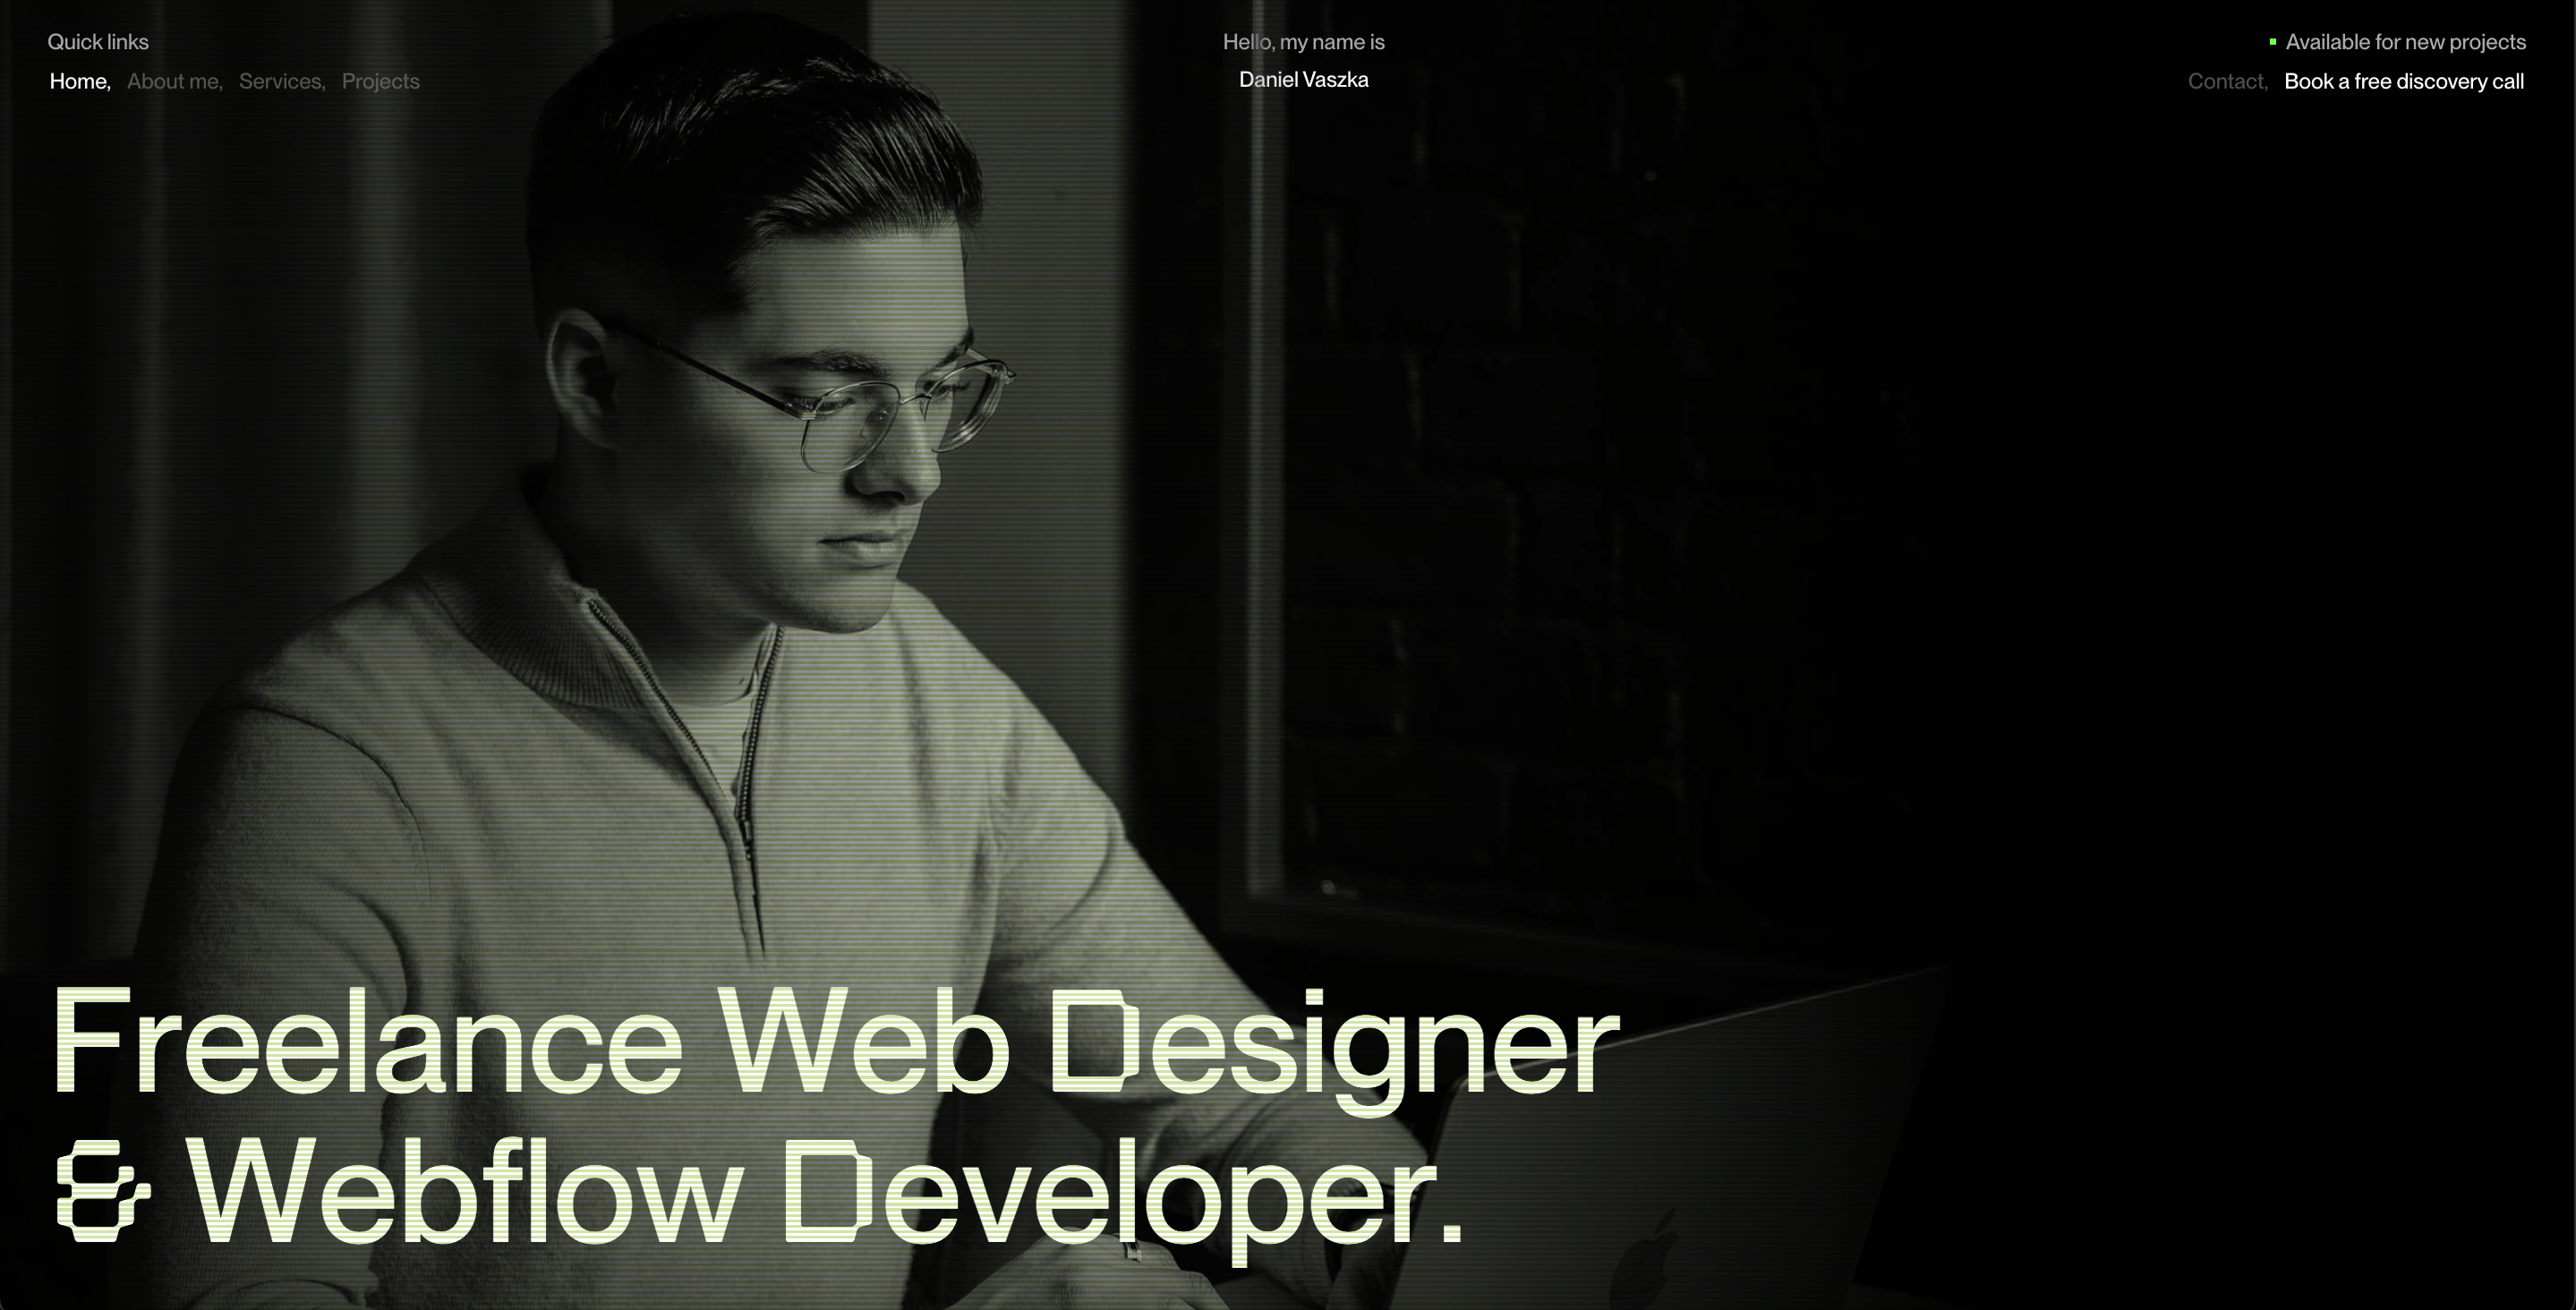 Quick links
Home, About me, Services, Projects
Hello, my name is
Daniel Vaszka
Available for new projects
Contact, Book a free discovery call
Freelance Web Designer
& Webflow Developer.